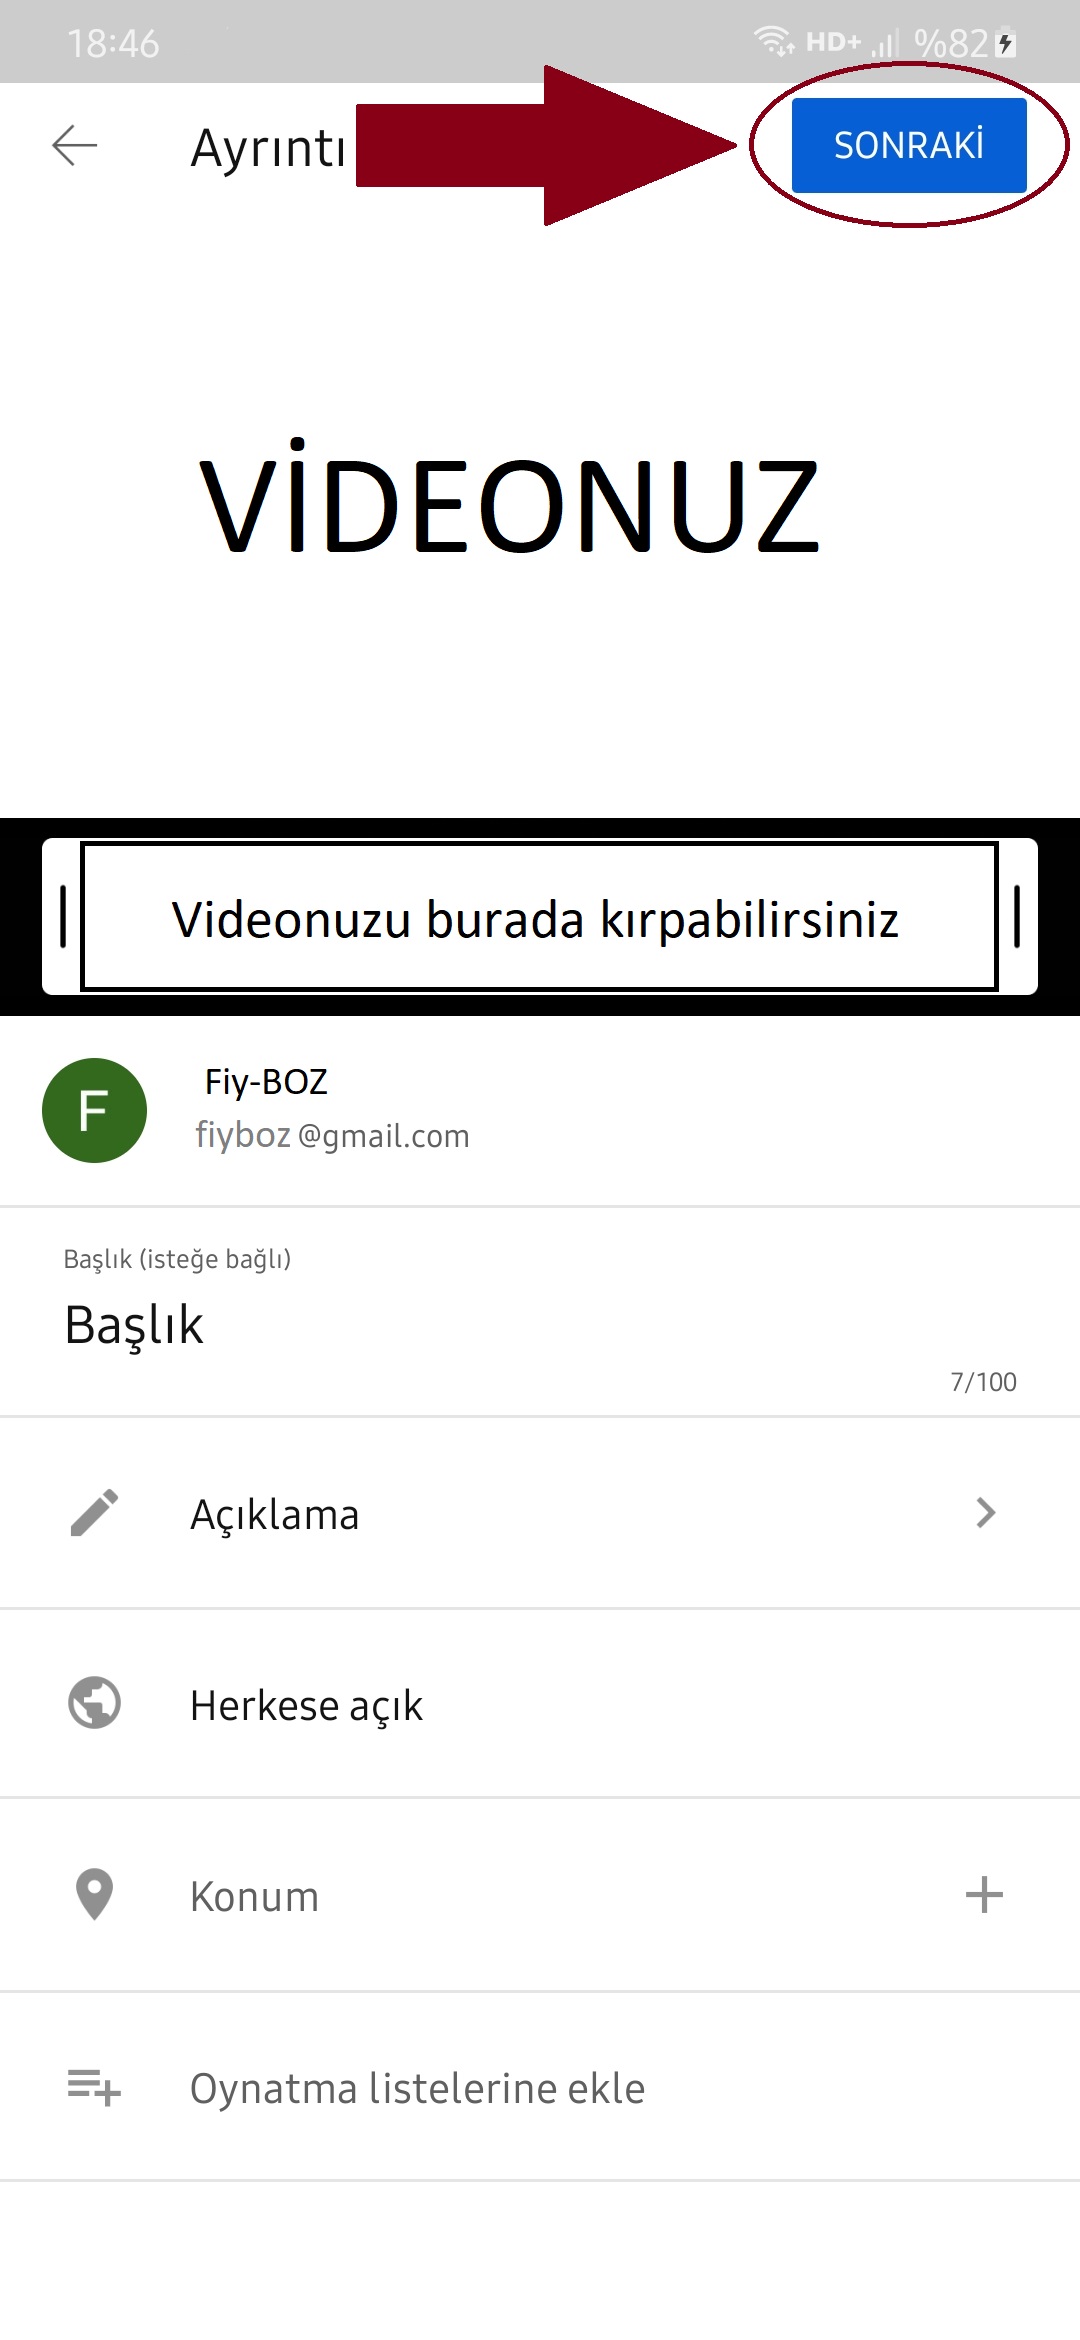 18:46 HD+ %82
Ayrıntı SONRAKİ
VİDEONUZ
Videonuzu burada kırpabilirsiniz
F
Fiy-BOZ
fiyboz @gmail.com
Başlık (isteğe bağlı)
Başlık
7/100
Açıklama
Herkese açık
Konum
Oynatma listelerine ekle